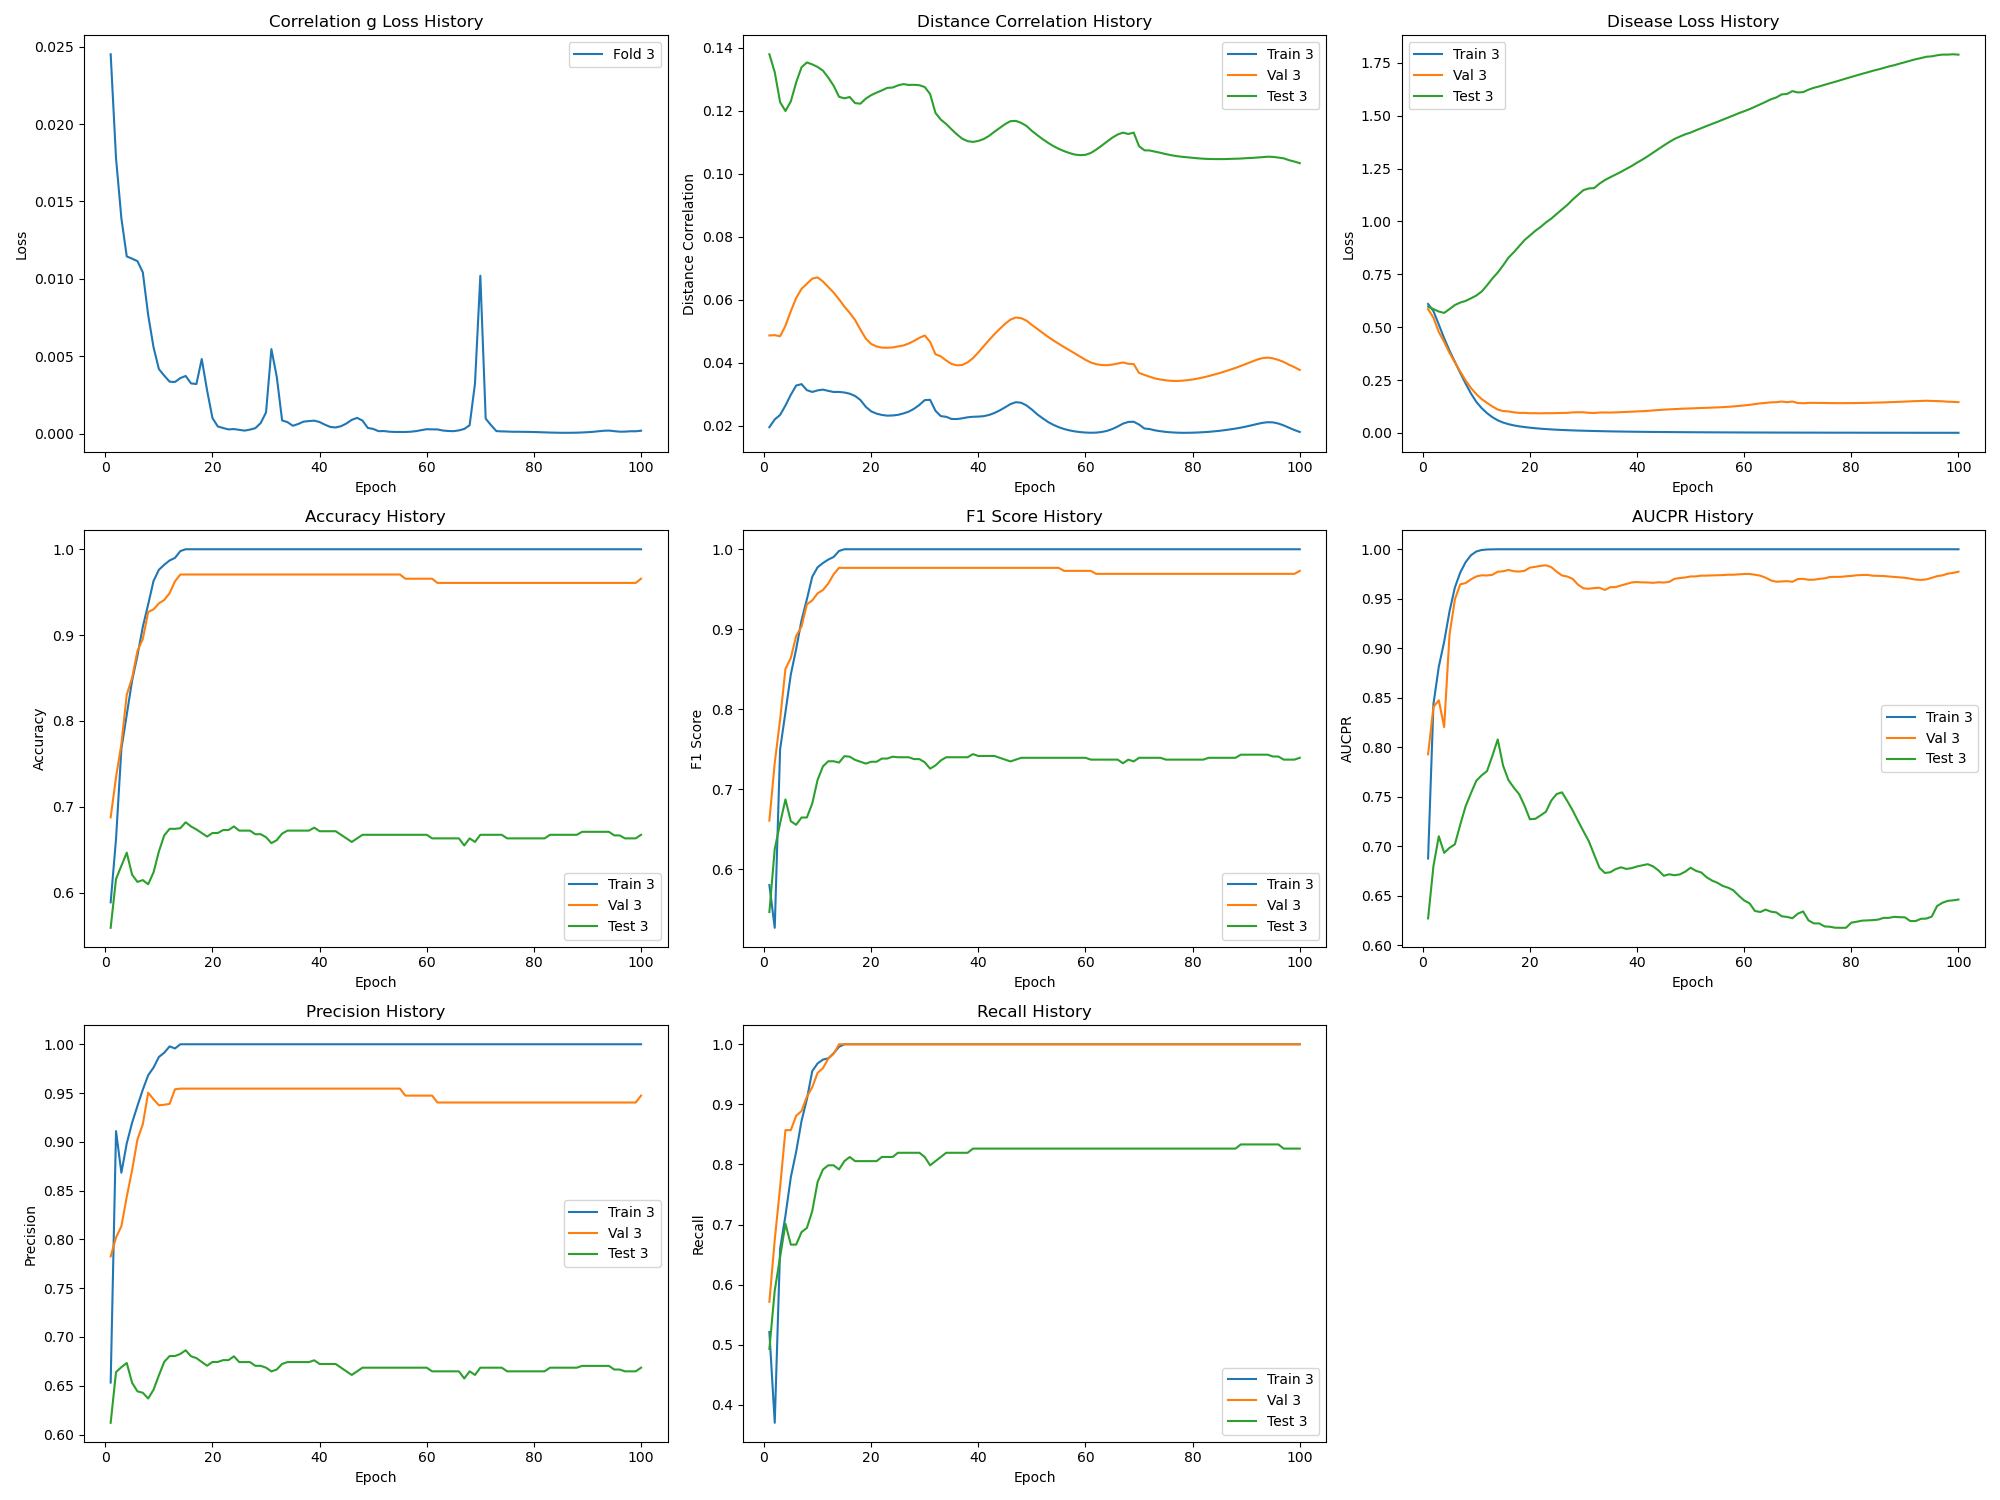 Correlation g Loss History
Fold 3
0.025
0.020
0.015
0.010
0.005
0.000
Loss
0 20 40 60 80 100
Epoch
Distance Correlation History
Train 3
Val 3
Test 3
0.14
0.12
0.10
0.08
0.06
0.04
0.02
Distance Correlation
0 20 40 60 80 100
Epoch
Disease Loss History
Train 3
Val 3
Test 3
1.75
1.50
1.25
1.00
0.75
0.50
0.25
0.00
Loss
0 20 40 60 80 100
Epoch
Accuracy History
1.0
0.9
0.8
0.7
0.6
Accuracy
Train 3
Val 3
Test 3
0 20 40 60 80 100
Epoch
F1 Score History
1.0
0.9
0.8
0.7
0.6
F1 Score
Train 3
Val 3
Test 3
0 20 40 60 80 100
Epoch
AUCPR History
1.00
0.95
0.90
0.85
0.80
0.75
0.70
0.65
0.60
AUCPR
Train 3
Val 3
Test 3
0 20 40 60 80 100
Epoch
Precision History
1.00
0.95
0.90
0.85
0.80
0.75
0.70
0.65
0.60
Precision
Train 3
Val 3
Test 3
0 20 40 60 80 100
Epoch
Recall History
1.0
0.9
0.8
0.7
0.6
0.5
0.4
Recall
Train 3
Val 3
Test 3
0 20 40 60 80 100
Epoch